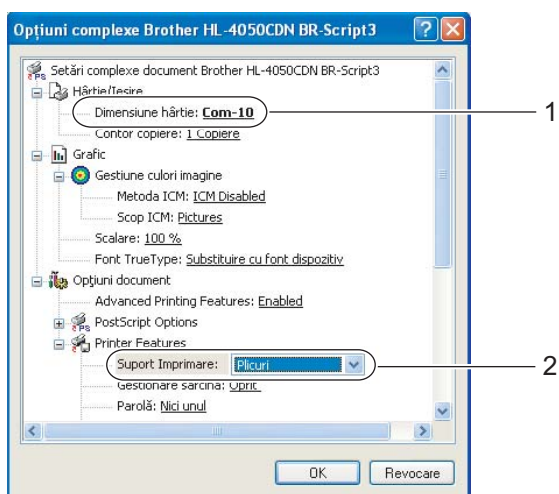 Opțiuni complexe Brother HL-4050CDN BR-Script3
Setări complexe document Brother HL-4050CDN BR-Script3
Hârtie/Ieșire
Dimensiune hârtie: Com-10
1
Contor copiere: 1 Copiere
Grafic
Gestiune culori imagine
Metoda ICM: ICM Disabled
Scop ICM: Pictures
Scalare: 100 %
Font TrueType: Substituire cu font dispozitiv
Opțiuni document
Advanced Printing Features: Enabled
PostScript Options
Printer Features
Suport Imprimare: Plicuri
2
Gestionare sarcină: Oprit
Parolă: Nici unul
OK
Revocare